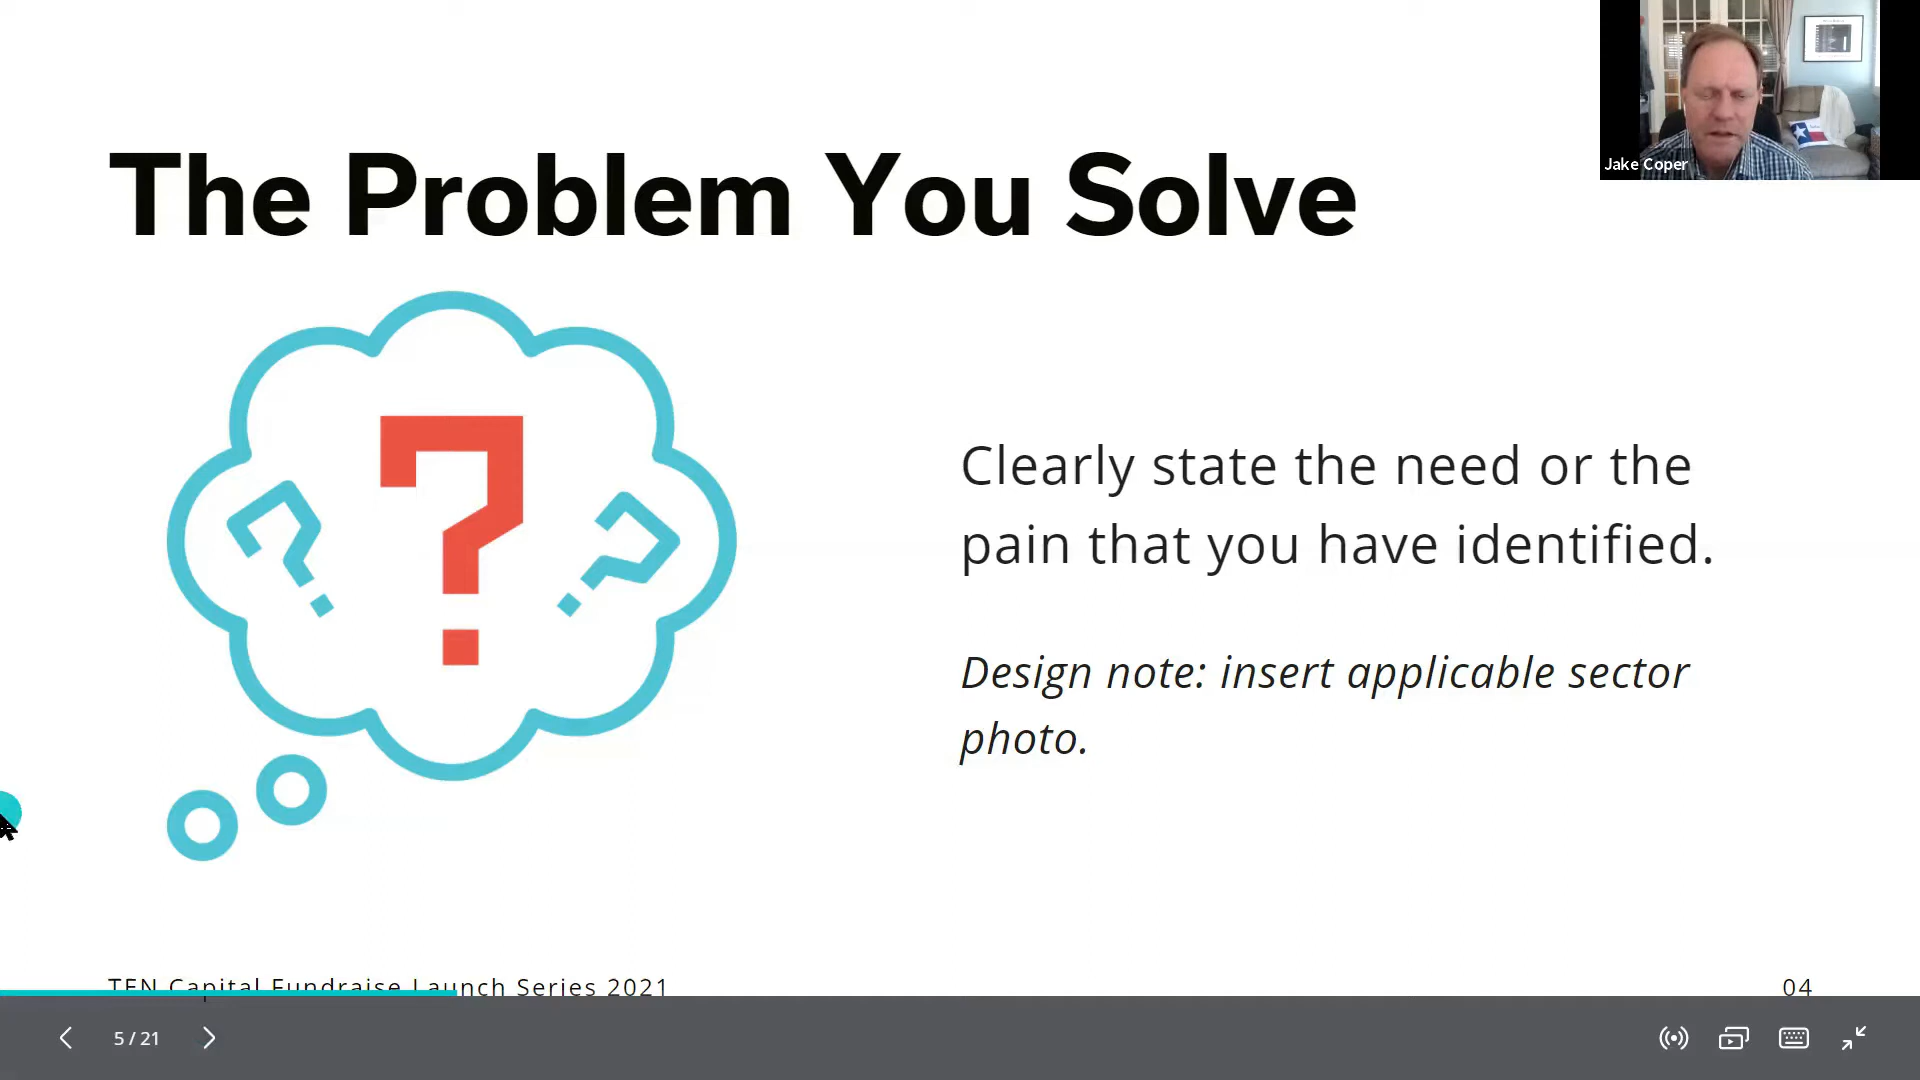 Jake Coper
The Problem You Solve
Clearly state the need or the
pain that you have identified.
Design note: insert applicable sector
photo.
TEN Capital Fundraise Launch Series 2021
04
5 / 21